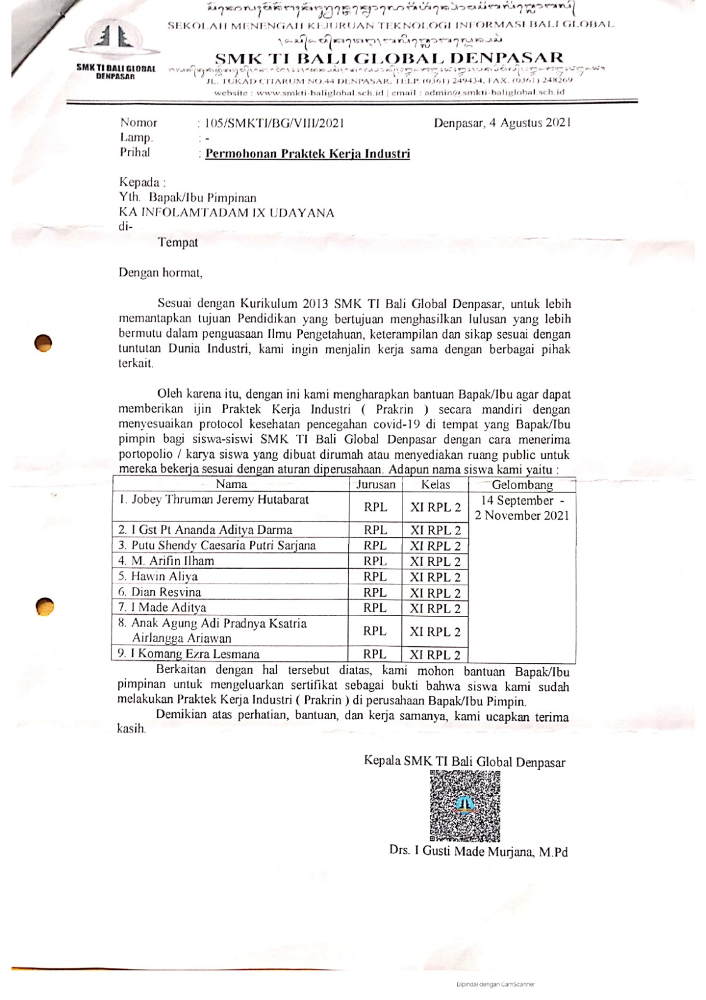 SEKOLAH MENENGAH KEJURUAN TEKNOLOGI INFORMASI BALI GLOBAL
SMK TI BALI GLOBAL DENPASAR
SMK TI BALI GLOBAL
DENPASAR
JL. TUKAD CITARUM NO.44 DENPASAR, TELP. (0361) 249434, FAX. (0361) 248269
website : www.smkti-baliglobal.sch.id | email : admin@smkti-baliglobal.sch.id
Nomor : 105/SMKTI/BG/VIII/2021 Denpasar, 4 Agustus 2021
Lamp. : -
Prihal : Permohonan Praktek Kerja Industri
Kepada :
Yth. Bapak/Ibu Pimpinan
KA INFOLAMTADAM IX UDAYANA
di-
Tempat
Dengan hormat,
Sesuai dengan Kurikulum 2013 SMK TI Bali Global Denpasar, untuk lebih
memantapkan tujuan Pendidikan yang bertujuan menghasilkan lulusan yang lebih
bermutu dalam penguasaan Ilmu Pengetahuan, keterampilan dan sikap sesuai dengan
tuntutan Dunia Industri, kami ingin menjalin kerja sama dengan berbagai pihak
terkait.
Oleh karena itu, dengan ini kami mengharapkan bantuan Bapak/Ibu agar dapat
memberikan ijin Praktek Kerja Industri ( Prakrin ) secara mandiri dengan
menyesuaikan protocol kesehatan pencegahan covid-19 di tempat yang Bapak/Ibu
pimpin bagi siswa-siswi SMK TI Bali Global Denpasar dengan cara menerima
portopolio / karya siswa yang dibuat dirumah atau menyediakan ruang public untuk
mereka bekerja sesuai dengan aturan diperusahaan. Adapun nama siswa kami yaitu :
Nama Jurusan Kelas Gelombang
1. Jobey Thruman Jeremy Hutabarat RPL XI RPL 2 14 September -
2 November 2021
2. I Gst Pt Ananda Aditya Darma RPL XI RPL 2
3. Putu Shendy Caesaria Putri Sarjana RPL XI RPL 2
4. M. Arifin Ilham RPL XI RPL 2
5. Hawin Aliya RPL XI RPL 2
6. Dian Resvina RPL XI RPL 2
7. I Made Aditya RPL XI RPL 2
8. Anak Agung Adi Pradnya Ksatria
Airlangga Ariawan RPL XI RPL 2
9. I Komang Ezra Lesmana RPL XI RPL 2
Berkaitan dengan hal tersebut diatas, kami mohon bantuan Bapak/Ibu
pimpinan untuk mengeluarkan sertifikat sebagai bukti bahwa siswa kami sudah
melakukan Praktek Kerja Industri ( Prakrin ) di perusahaan Bapak/Ibu Pimpin.
Demikian atas perhatian, bantuan, dan kerja samanya, kami ucapkan terima
kasih.
Kepala SMK TI Bali Global Denpasar
Drs. I Gusti Made Murjana, M.Pd
Dipindai dengan CamScanner